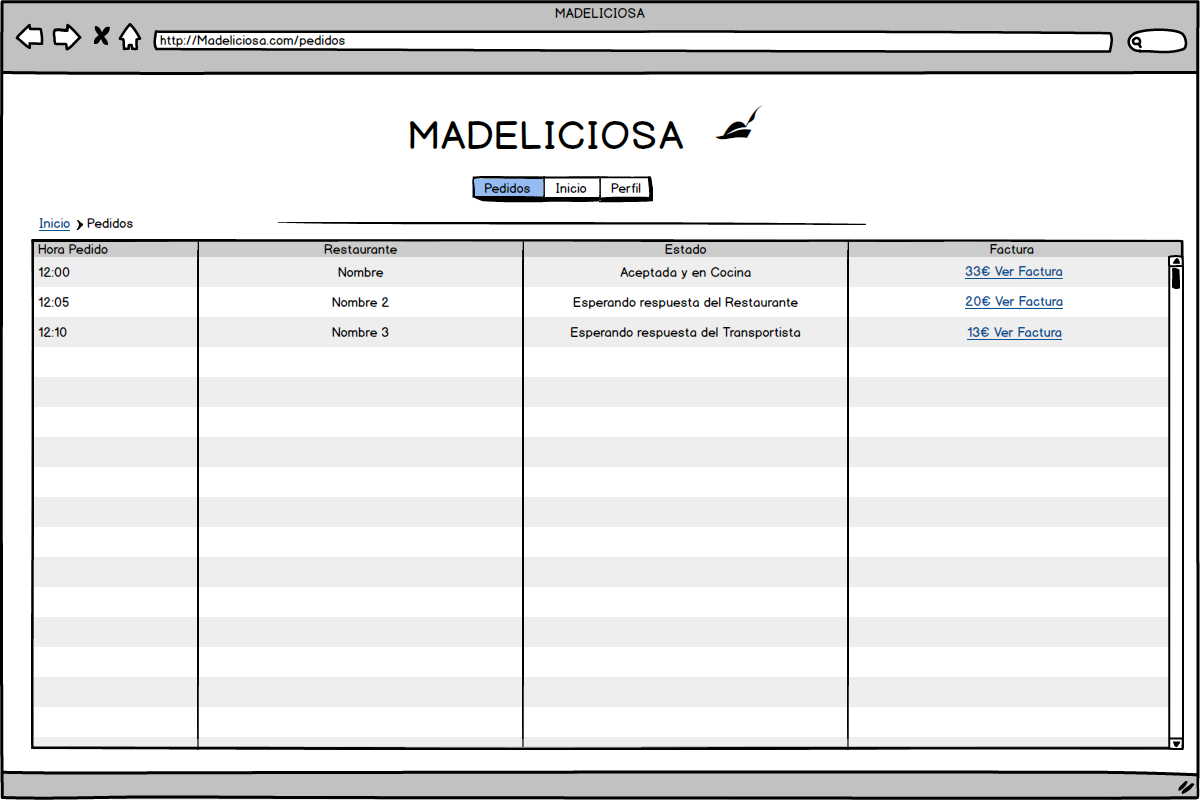 MADELICIOSA
http://Madeliciosa.com/pedidos
MADELICIOSA
Pedidos Inicio Perfil
Inicio Pedidos
Hora Pedido Restaurante Estado Factura
12:00 Nombre Aceptada y en Cocina 33€ Ver Factura
12:05 Nombre 2 Esperando respuesta del Restaurante 20€ Ver Factura
12:10 Nombre 3 Esperando respuesta del Transportista 13€ Ver Factura